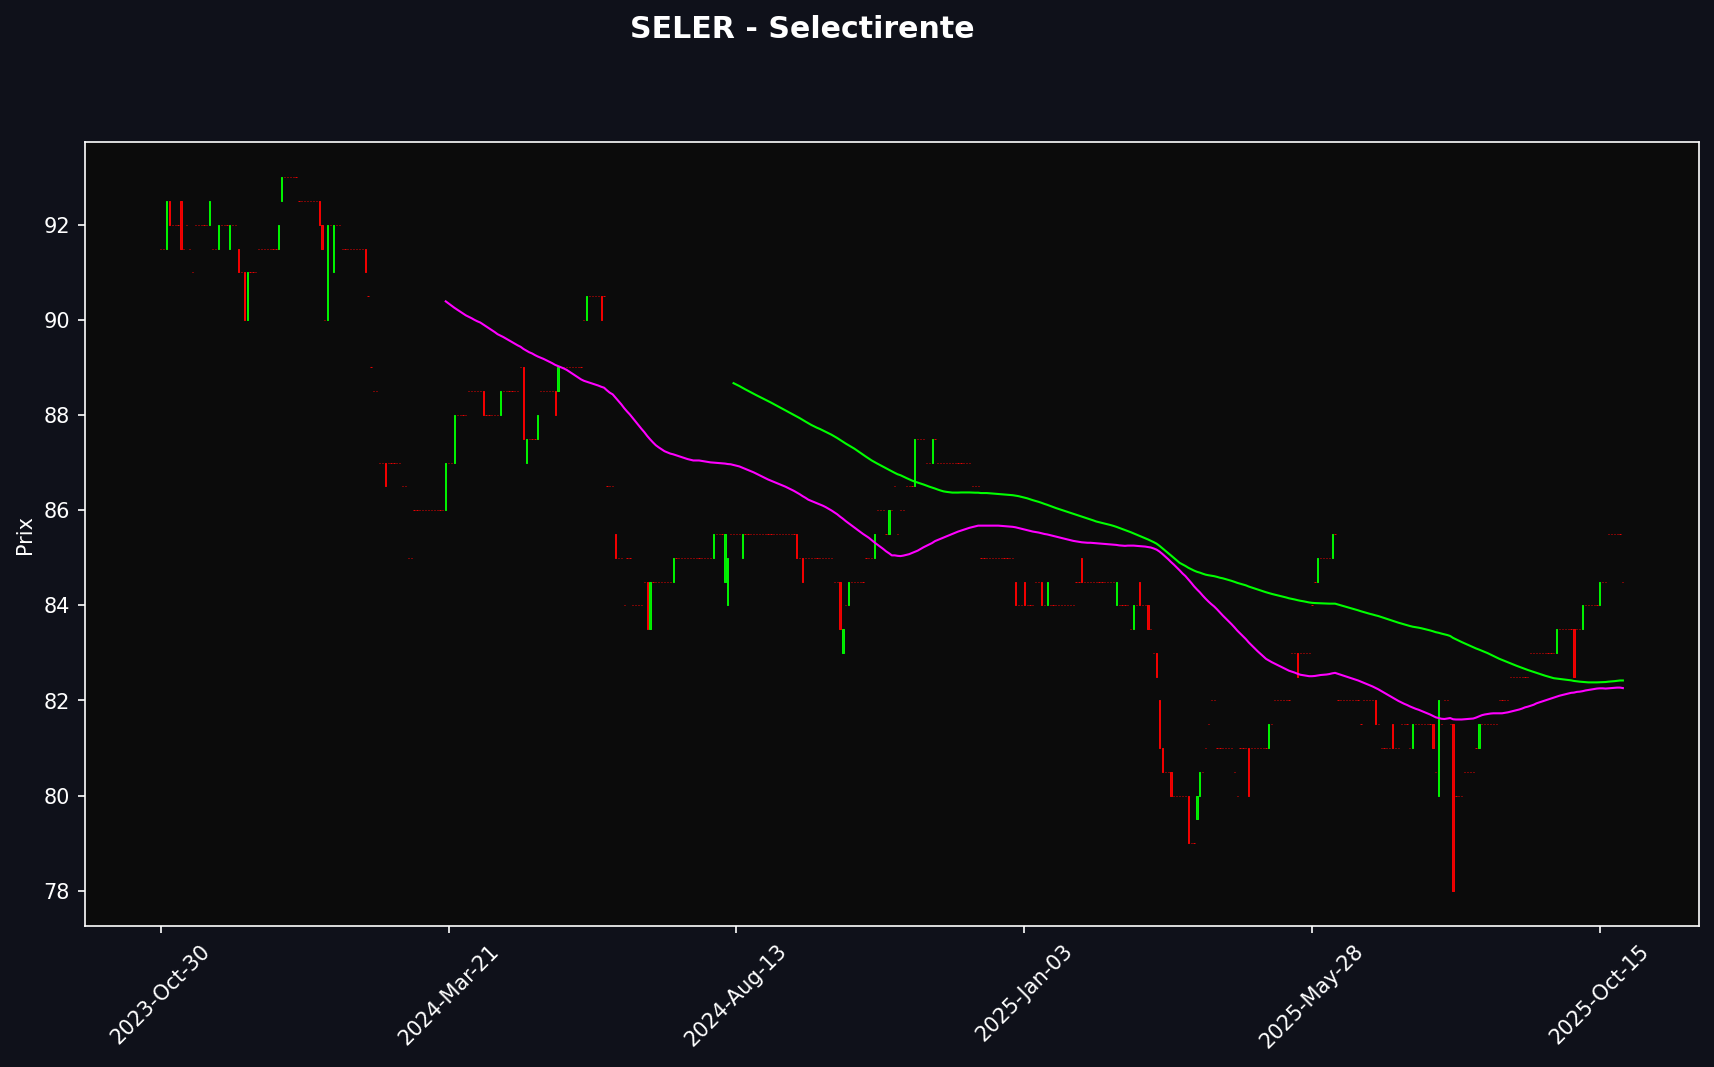 SELER - Selectirente
Prix
92
90
88
86
84
82
80
78
2023-Oct-30
2024-Mar-21
2024-Aug-13
2025-Jan-03
2025-May-28
2025-Oct-15